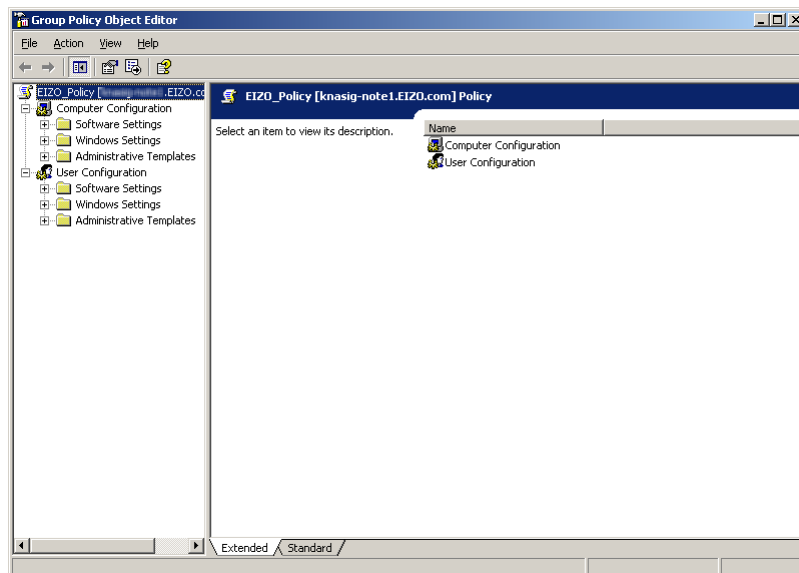 Group Policy Object Editor
File Action View Help
EIZO_Policy [ .EIZO.co
Computer Configuration
Software Settings
Windows Settings
Administrative Templates
User Configuration
Software Settings
Windows Settings
Administrative Templates
EIZO_Policy [knasig-note1.EIZO.com] Policy
Select an item to view its description.
Name
Computer Configuration
User Configuration
Extended Standard